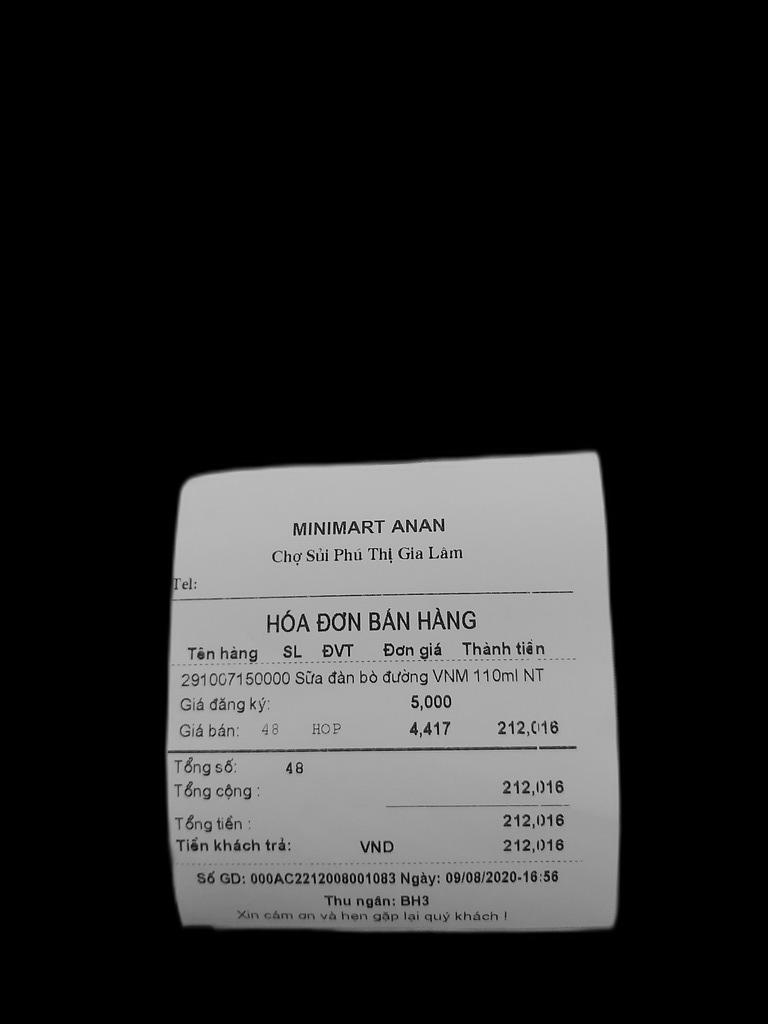 MINIMART ANAN
Chợ Sủi Phú Thị Gia Lâm
Tel:
HÓA ĐƠN BÁN HÀNG
Tên hàng SL ĐVT Đơn giá Thành tiền
291007150000 Sữa đàn bò đường VNM 110ml NT
Giá đăng ký: 5,000
Giá bán: 48 HOP 4,417 212,016
Tổng số: 48
Tổng cộng : 212,016
Tổng tiền : 212,016
Tiền khách trả: VND 212,016
Số GD: 000AC2212008001083 Ngày: 09/08/2020-16:56
Thu ngân: BH3
Xin cám ơn và hẹn gặp lại quý khách !